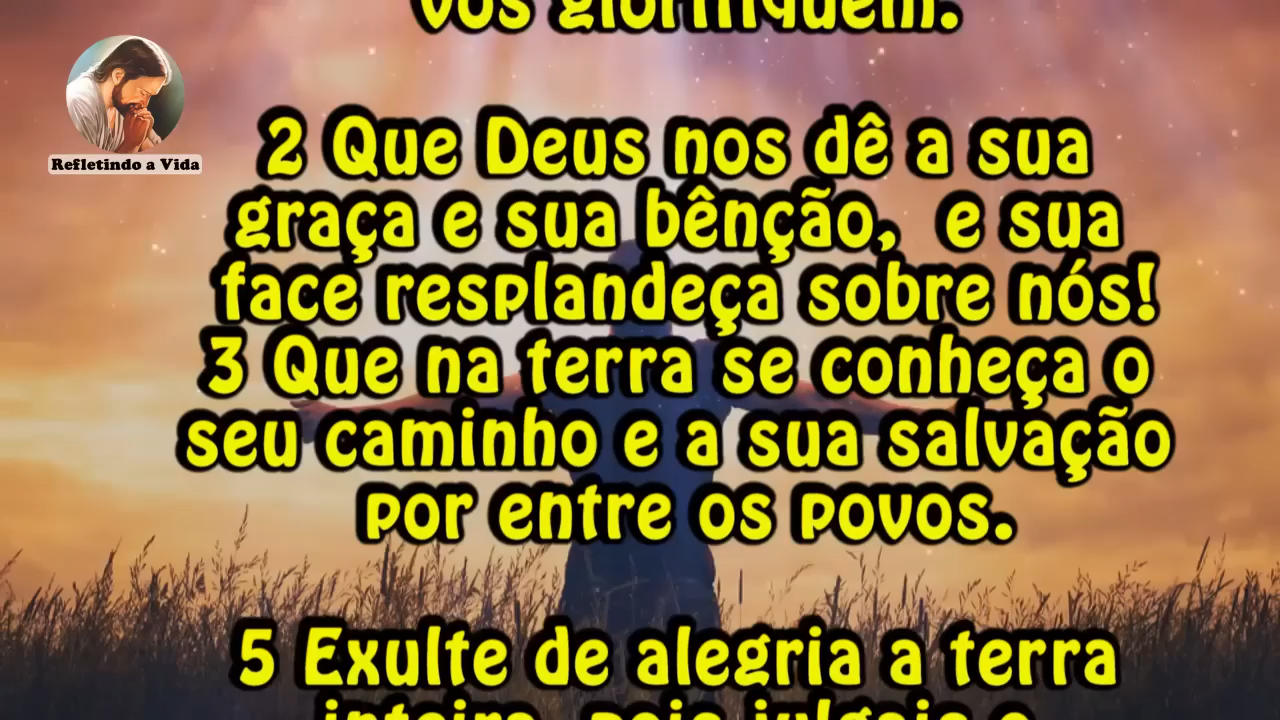 vos glorifiquem.
Refletindo a Vida
2 Que Deus nos dê a sua
graça e sua bênção, e sua
face resplandeça sobre nós!
3 Que na terra se conheça o
seu caminho e a sua salvação
por entre os povos.
5 Exulte de alegria a terra
inteira, pois julgais o